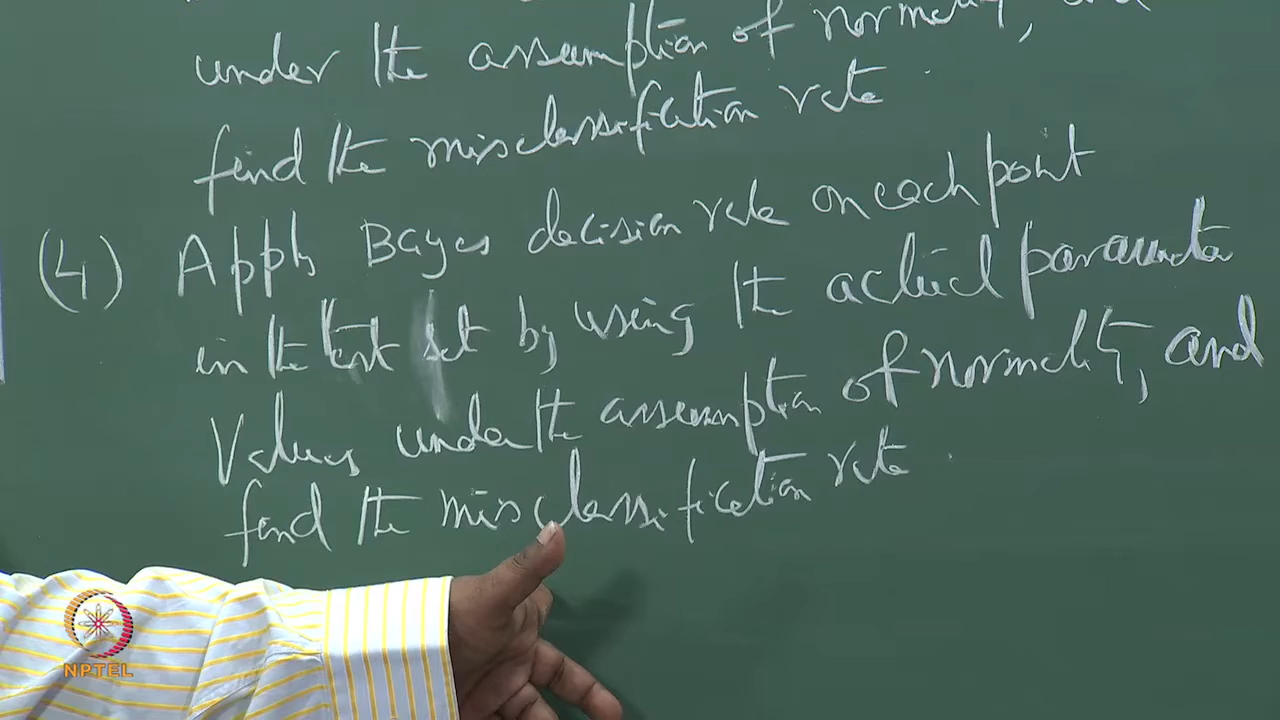 under the assumption of normality, and
find the misclassification rate.
(4) Apply Bayes decision rule on each point
in the test set by using the actual parameter
values under the assumption of normality, and
find the misclassification rate.
NPTEL